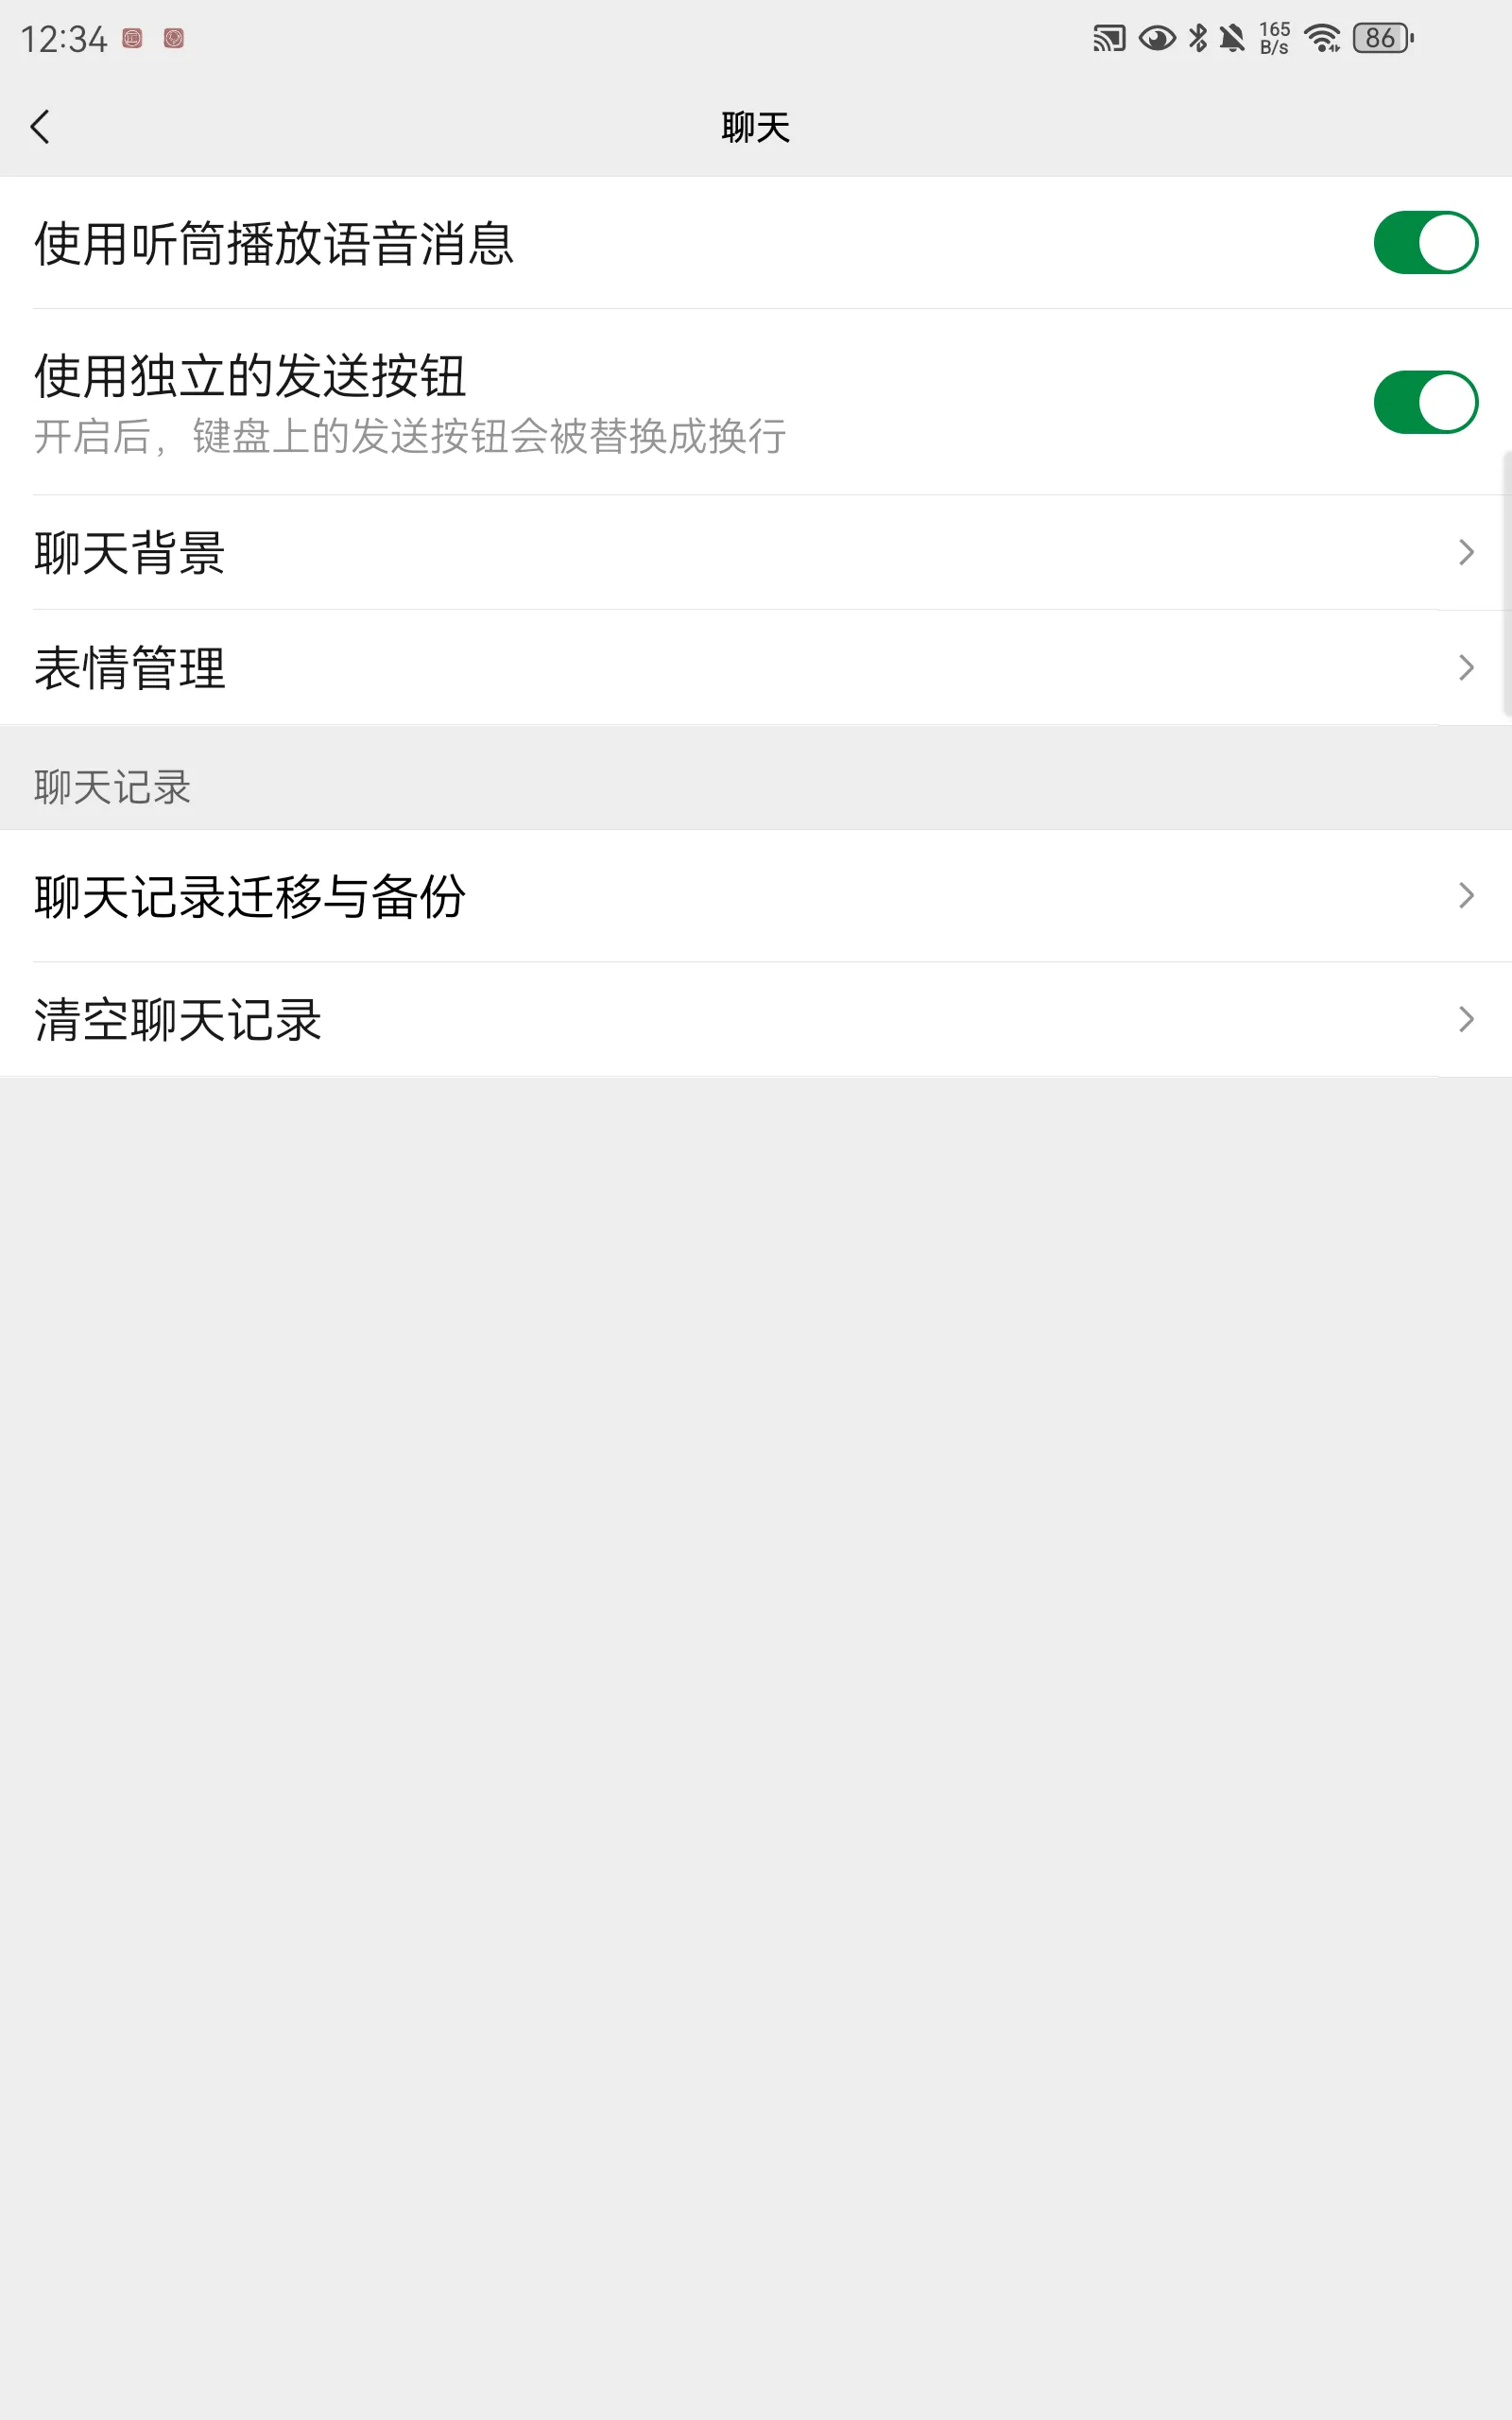 12:34
165
B/s
86
聊天
使用听筒播放语音消息
使用独立的发送按钮
开启后，键盘上的发送按钮会被替换成换行
聊天背景
表情管理
聊天记录
聊天记录迁移与备份
清空聊天记录